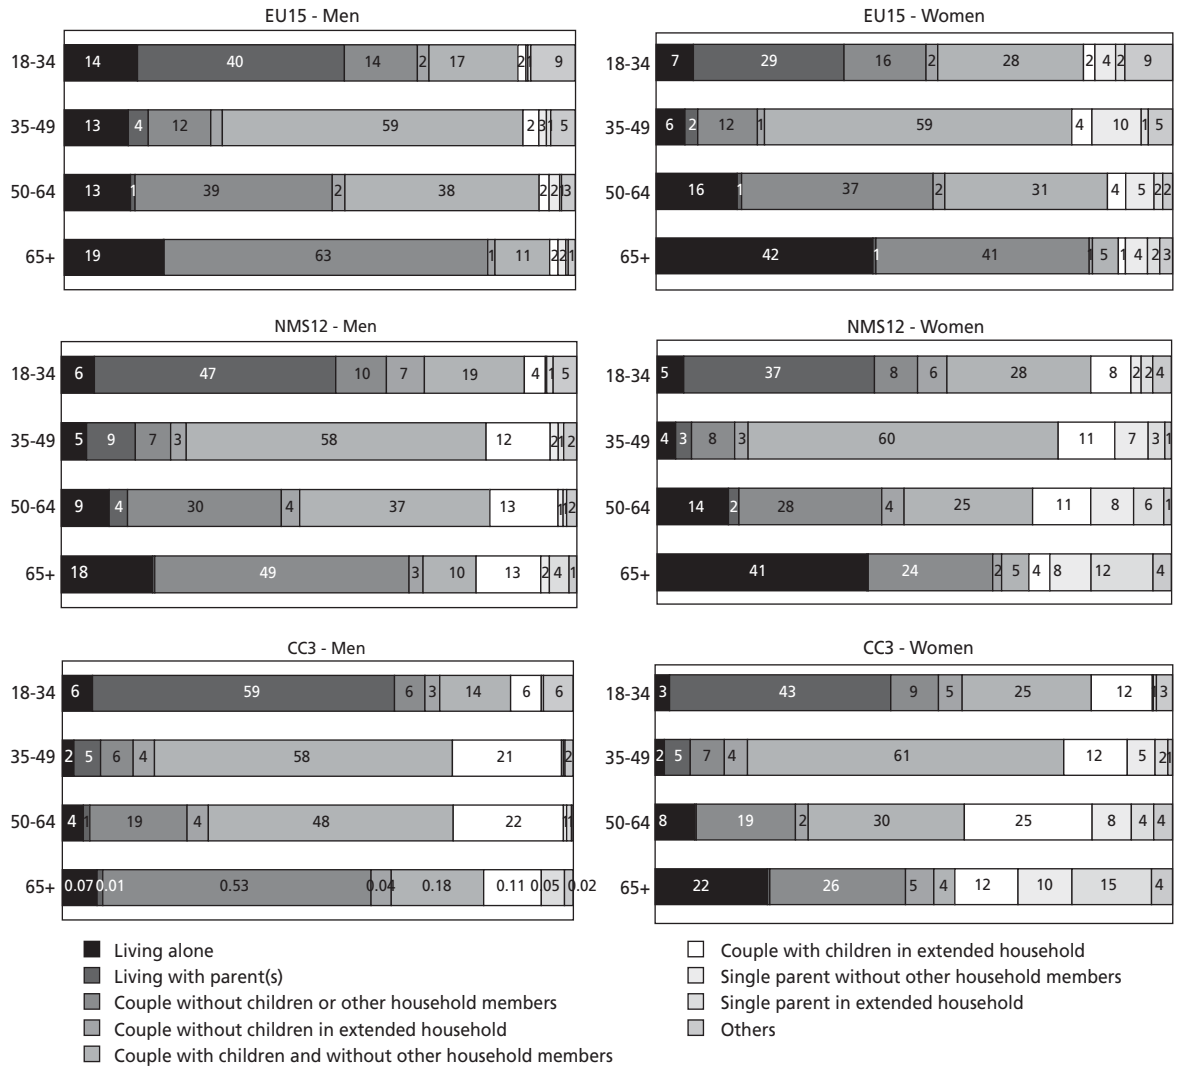 EU15 - Men
18-34 14 40 14 2 17 2 1 9
35-49 13 4 12 59 2 3 1 5
50-64 13 1 39 2 38 2 2 1 3
65+ 19 63 1 11 2 2 1
EU15 - Women
18-34 7 29 16 2 28 2 4 2 9
35-49 6 2 12 1 59 4 10 1 5
50-64 16 1 37 2 31 4 5 2 2
65+ 42 1 41 1 5 1 4 2 3
NMS12 - Men
18-34 6 47 10 7 19 4 1 5
35-49 5 9 7 3 58 12 2 1 2
50-64 9 4 30 4 37 13 1 1 2
65+ 18 49 3 10 13 2 4 1
NMS12 - Women
18-34 5 37 8 6 28 8 2 2 4
35-49 4 3 8 3 60 11 7 3 1
50-64 14 2 28 4 25 11 8 6 1
65+ 41 24 2 5 4 8 12 4
CC3 - Men
18-34 6 59 6 3 14 6 6
35-49 2 5 6 4 58 21 2
50-64 4 1 19 4 48 22 1 1
65+ 0.07 0.01 0.53 0.04 0.18 0.11 0.05 0.02
CC3 - Women
18-34 3 43 9 5 25 12 1 3
35-49 2 5 7 4 61 12 5 2 1
50-64 8 19 2 30 25 8 4 4
65+ 22 26 5 4 12 10 15 4
Living alone
Living with parent(s)
Couple without children or other household members
Couple without children in extended household
Couple with children and without other household members
Couple with children in extended household
Single parent without other household members
Single parent in extended household
Others